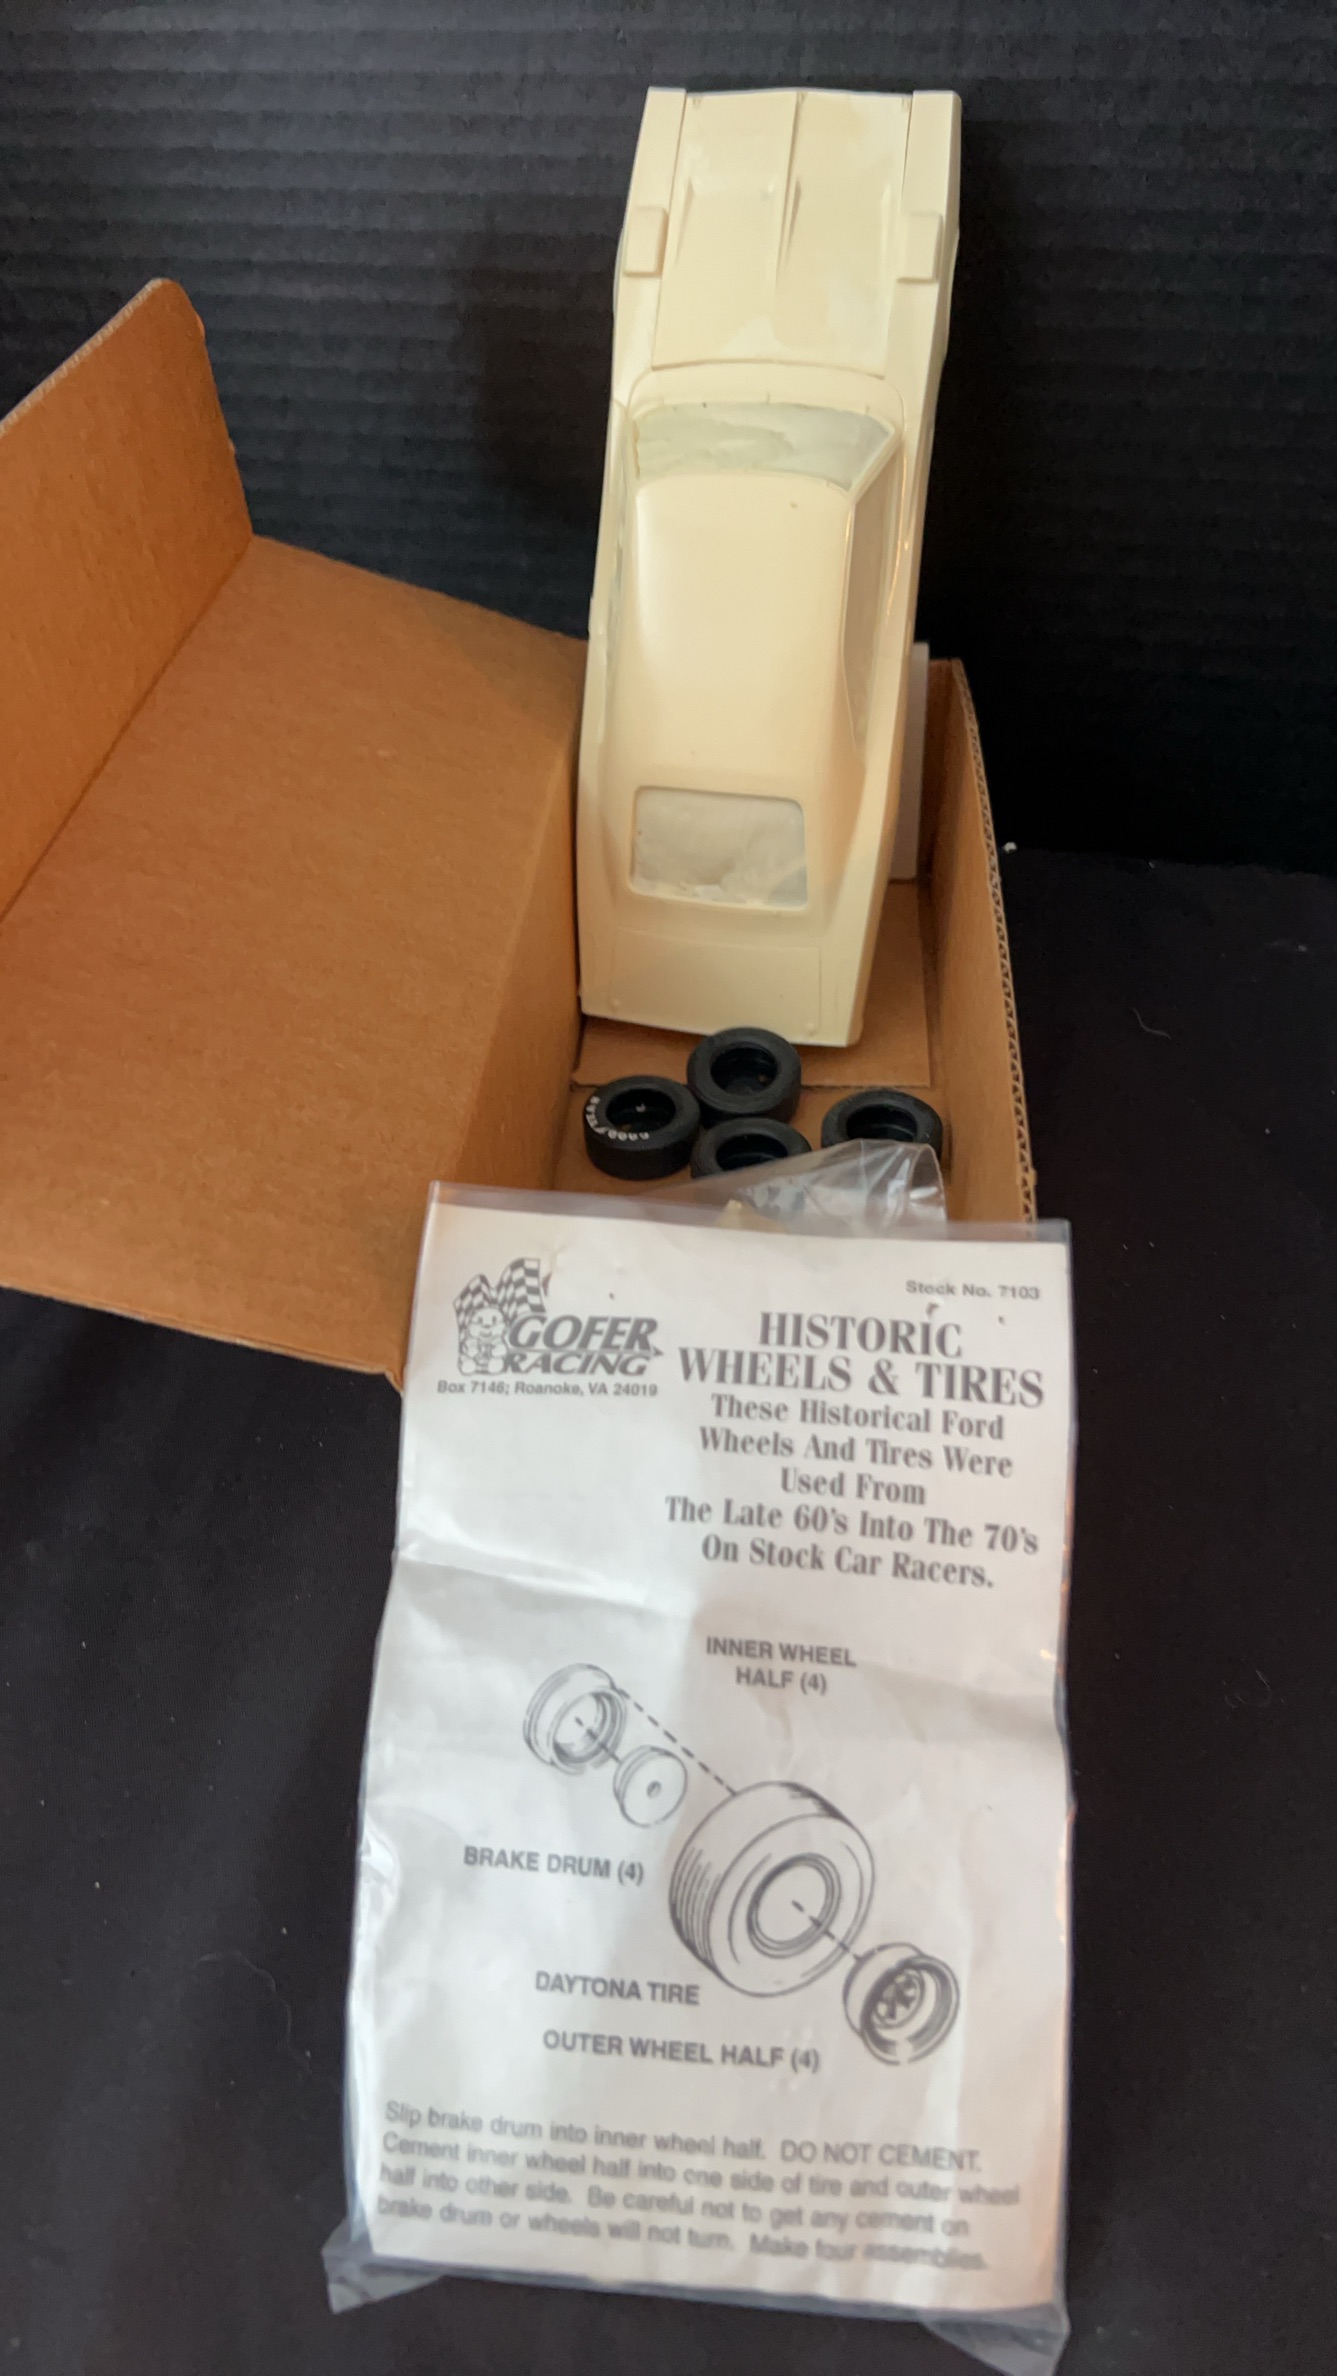 GOODYEAR
Stock No. 7103
GOFER
RACING
Box 7146; Roanoke, VA 24019
HISTORIC
WHEELS & TIRES
These Historical Ford
Wheels And Tires Were
Used From
The Late 60's Into The 70's
On Stock Car Racers.
INNER WHEEL
HALF (4)
BRAKE DRUM (4)
DAYTONA TIRE
OUTER WHEEL HALF (4)
Slip brake drum into inner wheel half. DO NOT CEMENT.
Cement inner wheel half into one side of tire and outer wheel
half into other side. Be careful not to get any cement on
brake drum or wheels will not turn. Make four assemblies.